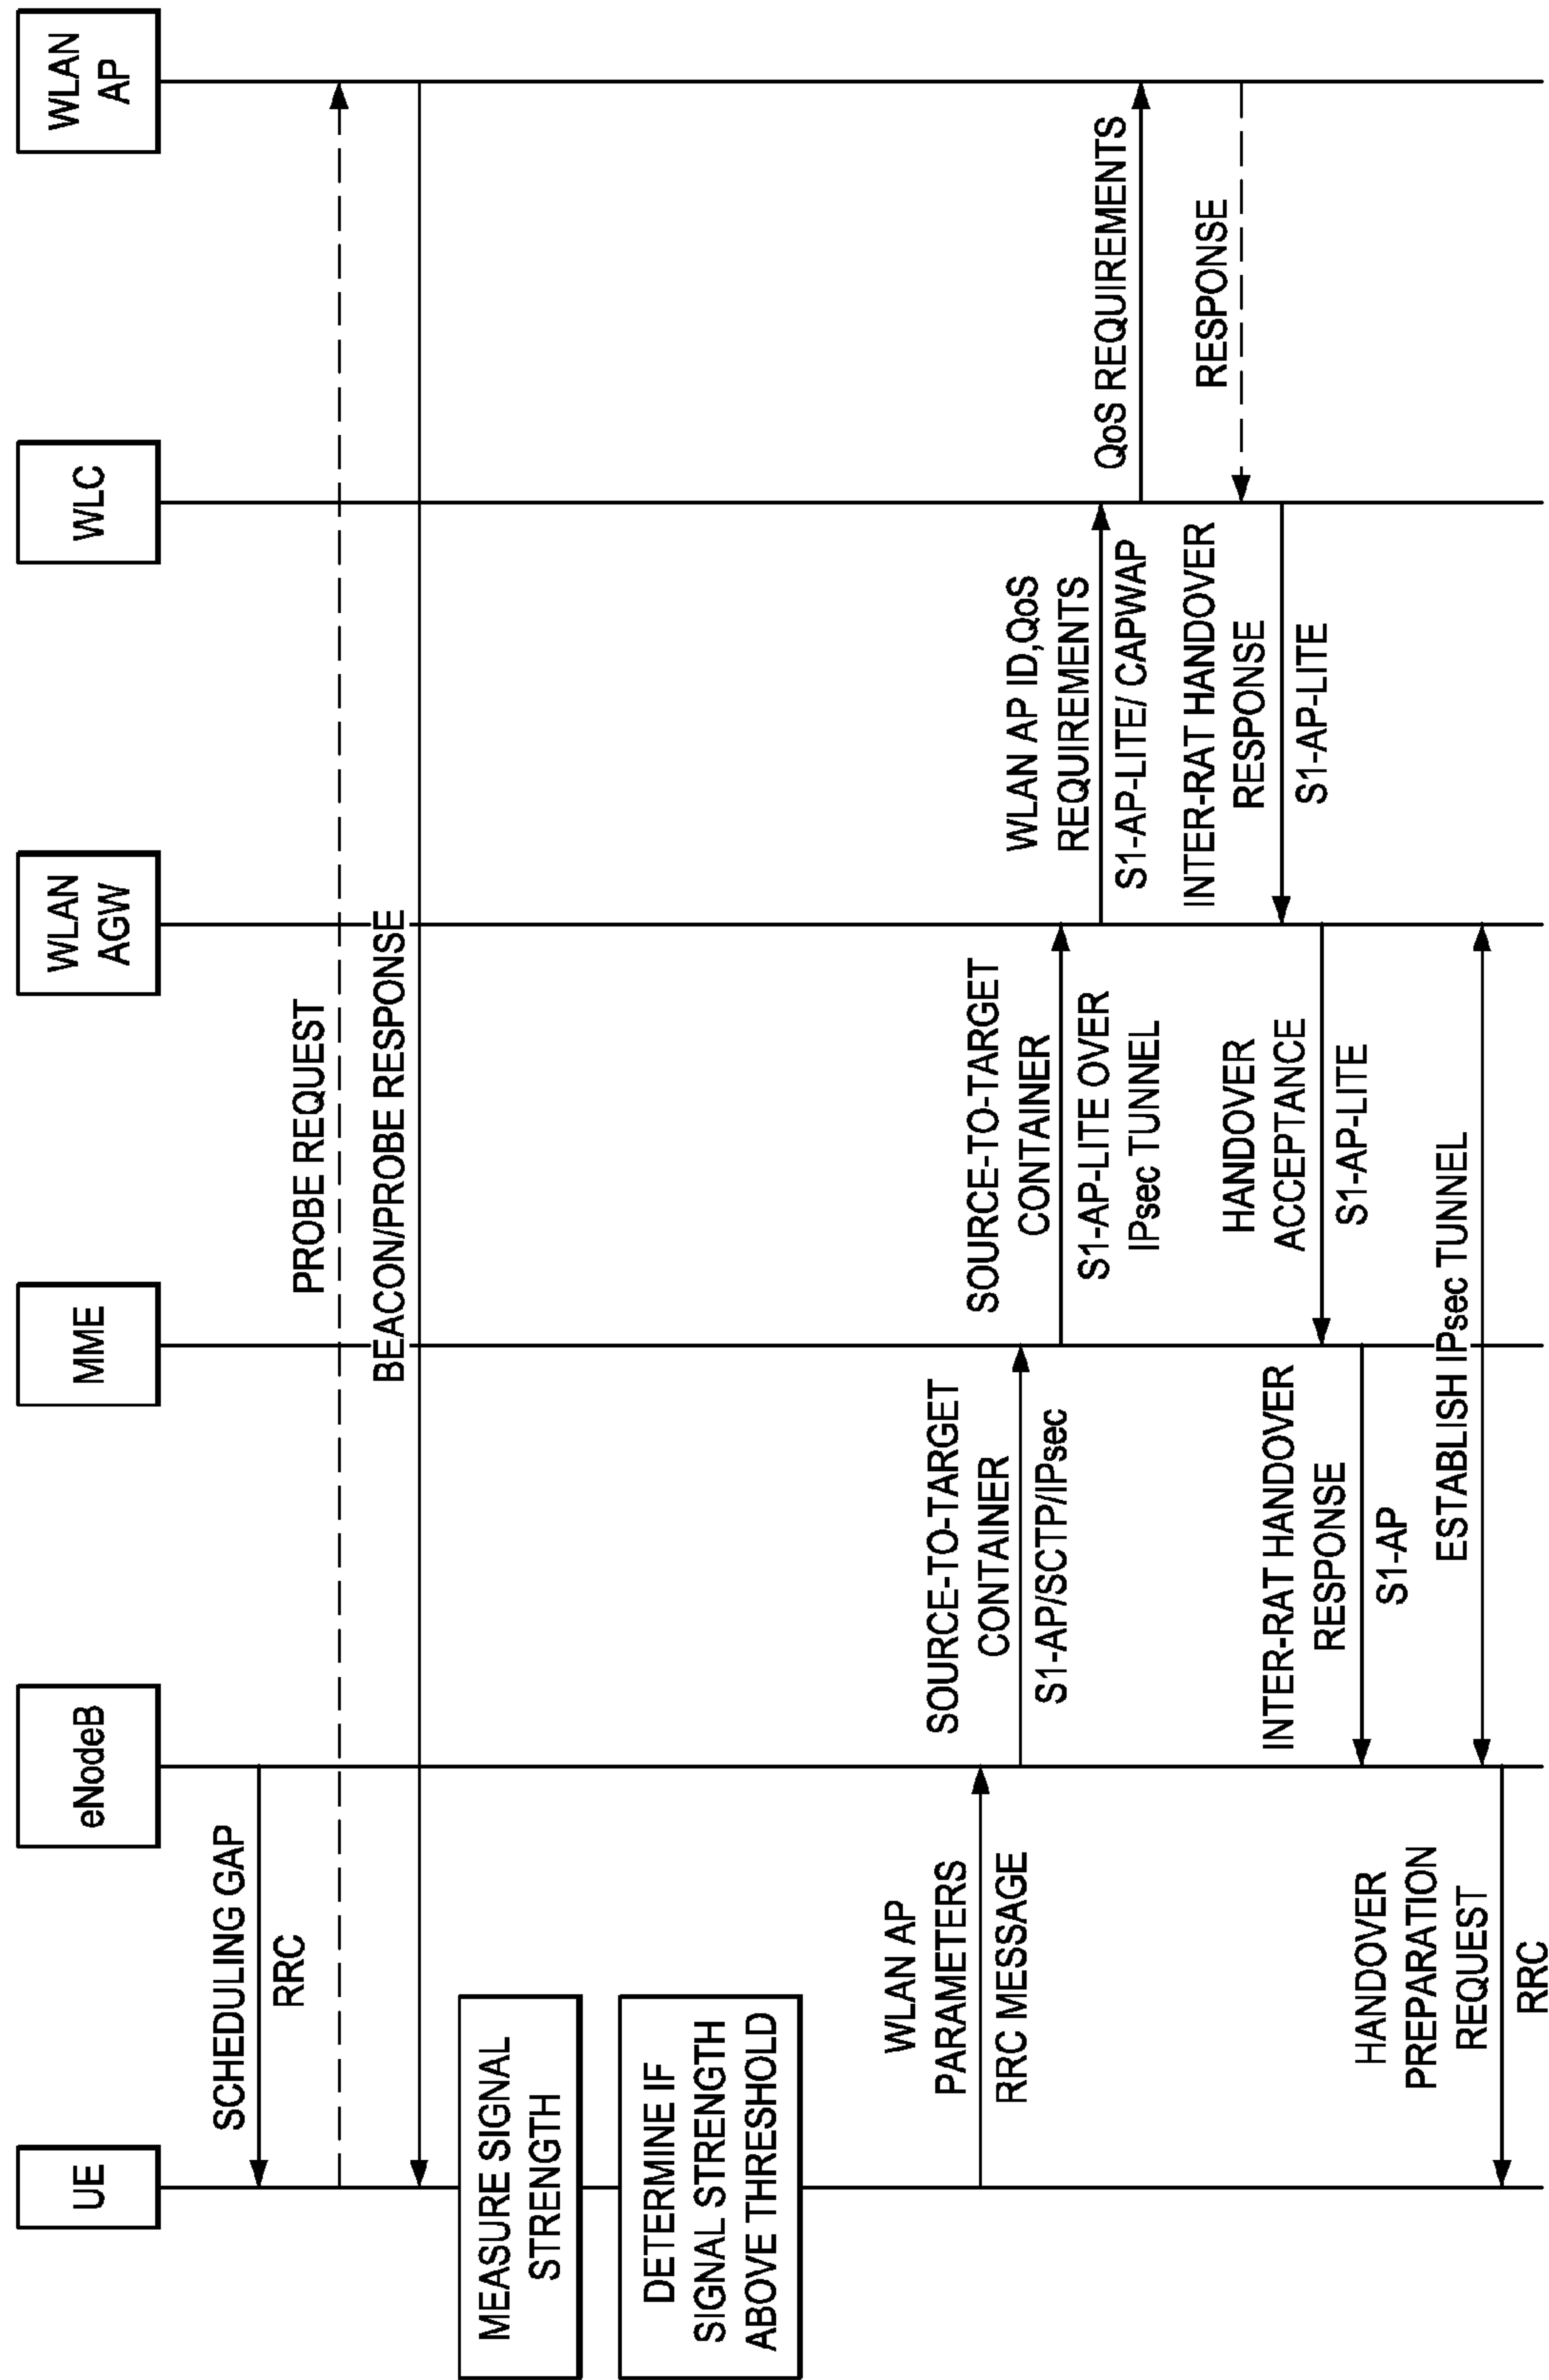 UE
eNodeB
MME
WLAN
AGW
WLC
WLAN
AP
SCHEDULING GAP
RRC
PROBE REQUEST
BEACON/PROBE RESPONSE
MEASURE SIGNAL
STRENGTH
DETERMINE IF
SIGNAL STRENGTH
ABOVE THRESHOLD
WLAN AP
PARAMETERS
RRC MESSAGE
SOURCE-TO-TARGET
CONTAINER
S1-AP/SCTP/IPsec
SOURCE-TO-TARGET
CONTAINER
S1-AP-LITE OVER
IPsec TUNNEL
WLAN AP ID,QoS
REQUIREMENTS
S1-AP-LITE/ CAPWAP
QoS REQUIREMENTS
RESPONSE
INTER-RAT HANDOVER
RESPONSE
S1-AP-LITE
HANDOVER
ACCEPTANCE
S1-AP-LITE
INTER-RAT HANDOVER
RESPONSE
S1-AP
ESTABLISH IPsec TUNNEL
HANDOVER
PREPARATION
REQUEST
RRC